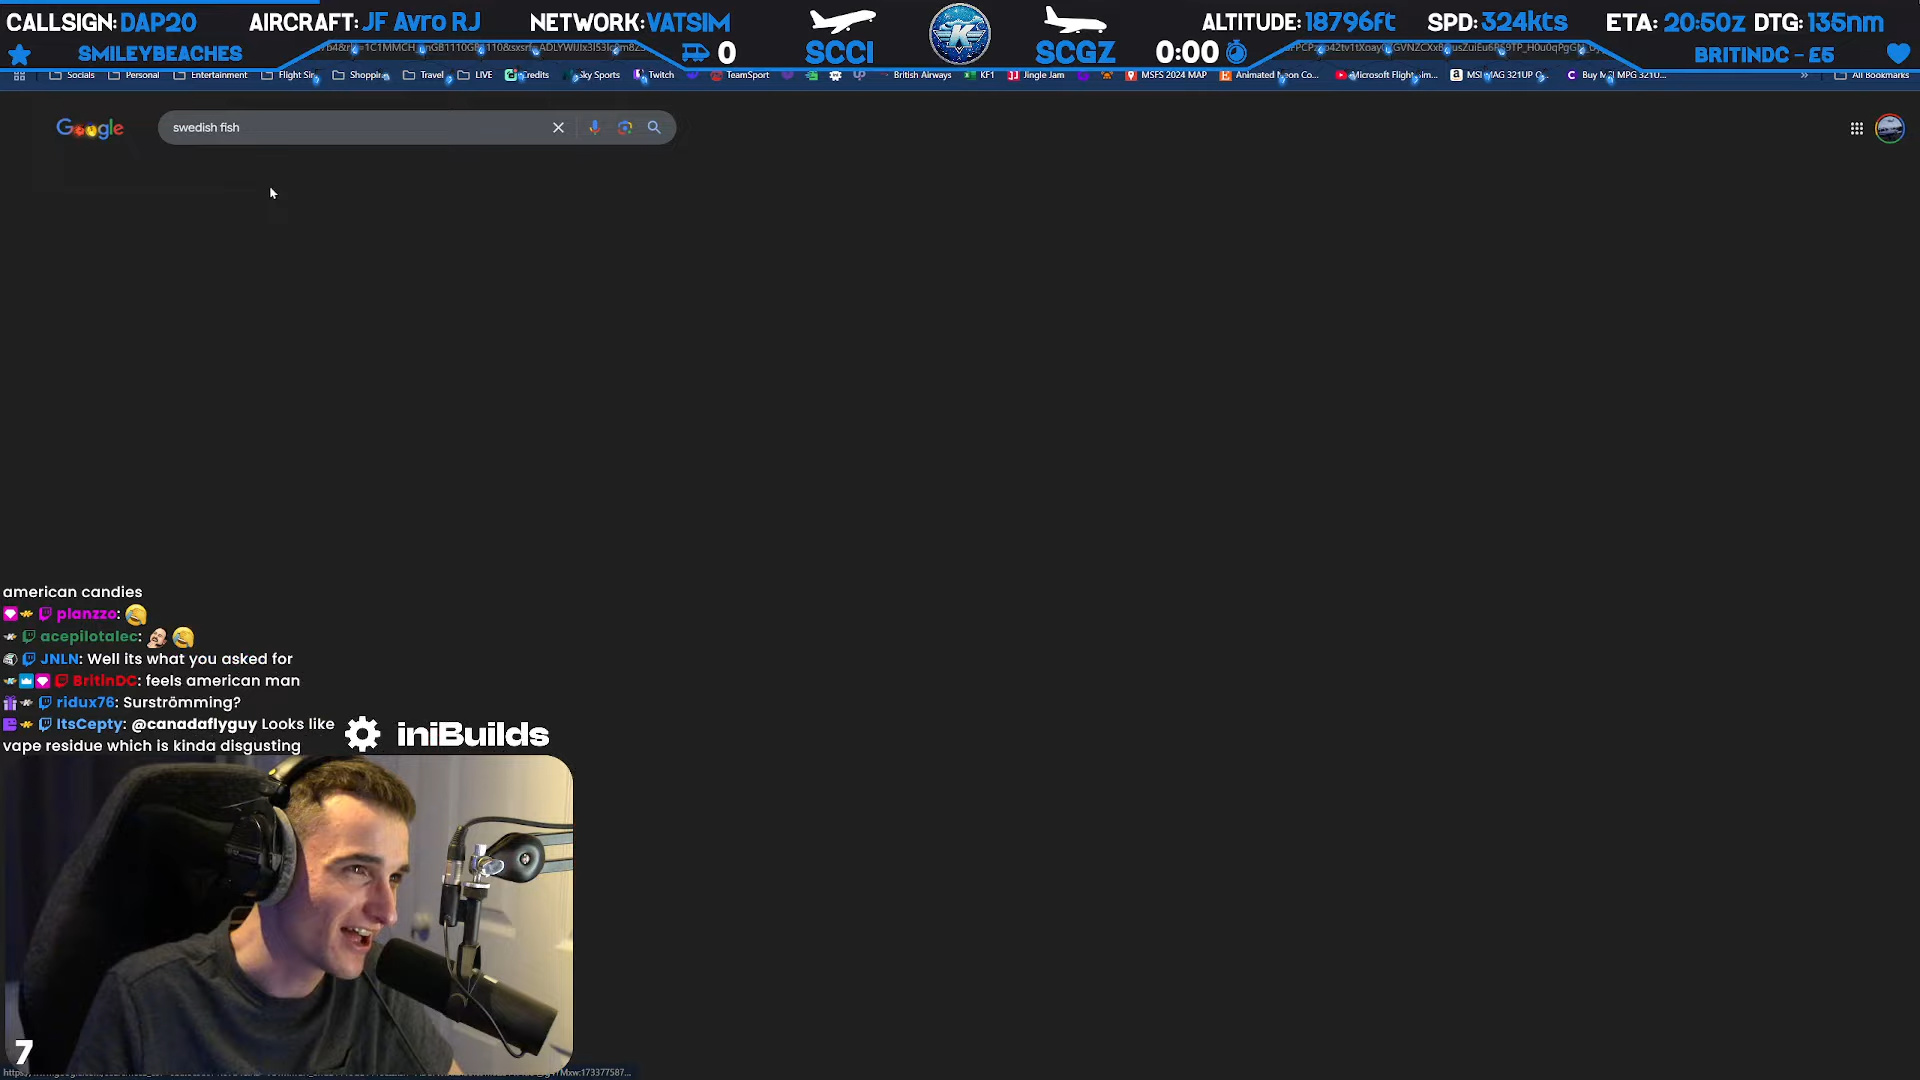 CALLSIGN: DAP20 AIRCRAFT: JF Avro RJ NETWORK: VATSIM ALTITUDE: 18796ft SPD: 324kts ETA: 20:50z DTG: 135nm
SMILEYBEACHES 0 SCCI K SCGZ 0:00 BRITINDC - £5
Socials Personal Entertainment Shopping Travel LIVE Credits Sky Sports Twitch TeamSport British Airways KF1 Jingle Jam MSFS 2024 MAP Animated Neon Co... All Bookmarks
Google swedish fish
american candies
planzzo:
acepilotalec:
JNLN: Well its what you asked for
BritinDC: feels american man
ridux76: Surströmming?
ItsCepty: @canadaflyguy Looks like
vape residue which is kinda disgusting
iniBuilds
7